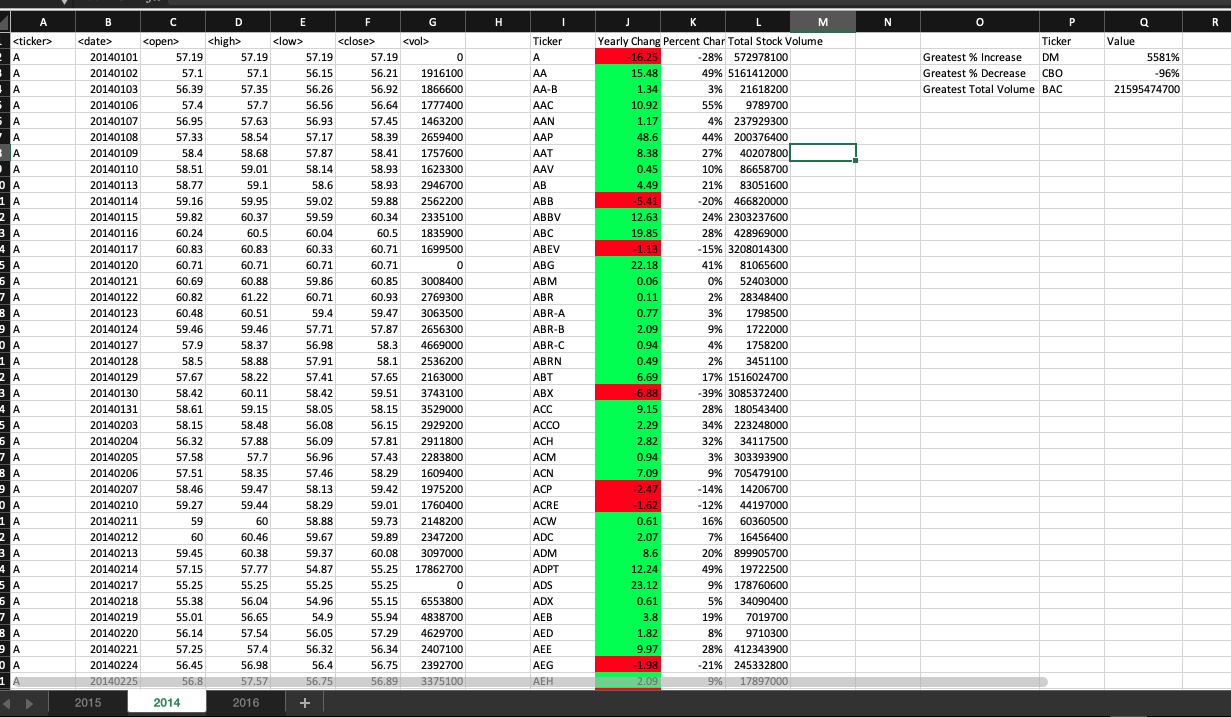 A B C D E F G H I J K L M N O P Q R
<ticker> <date> <open> <high> <low> <close> <vol> Ticker Yearly Chang Percent Char Total Stock Volume Ticker Value
A 20140101 57.19 57.19 57.19 57.19 0 A -16.25 -28% 572978100 Greatest % Increase DM 5581%
A 20140102 57.1 57.1 56.15 56.21 1916100 AA 15.48 49% 5161412000 Greatest % Decrease CBO -96%
A 20140103 56.39 57.35 56.26 56.92 1866600 AA-B 1.34 3% 21618200 Greatest Total Volume BAC 21595474700
A 20140106 57.4 57.7 56.56 56.64 1777400 AAC 10.92 55% 9789700
A 20140107 56.95 57.63 56.93 57.45 1463200 AAN 1.17 4% 237929300
A 20140108 57.33 58.54 57.17 58.39 2659400 AAP 48.6 44% 200376400
A 20140109 58.4 58.68 57.87 58.41 1757600 AAT 8.38 27% 40207800
A 20140110 58.51 59.01 58.14 58.93 1623300 AAV 0.45 10% 86658700
A 20140113 58.77 59.1 58.6 58.93 2946700 AB 4.49 21% 83051600
A 20140114 59.16 59.95 59.02 59.88 2562200 ABB -5.41 -20% 466820000
A 20140115 59.82 60.37 59.59 60.34 2335100 ABBV 12.63 24% 2303237600
A 20140116 60.24 60.5 60.04 60.5 1835900 ABC 19.85 28% 428969000
A 20140117 60.83 60.83 60.33 60.71 1699500 ABEV -1.13 -15% 3208014300
A 20140120 60.71 60.71 60.71 60.71 0 ABG 22.18 41% 81065600
A 20140121 60.69 60.88 59.86 60.85 3008400 ABM 0.06 0% 52403000
A 20140122 60.82 61.22 60.71 60.93 2769300 ABR 0.11 2% 28348400
A 20140123 60.48 60.51 59.4 59.47 3063500 ABR-A 0.77 3% 1798500
A 20140124 59.46 59.46 57.71 57.87 2656300 ABR-B 2.09 9% 1722000
A 20140127 57.9 58.37 56.98 58.3 4669000 ABR-C 0.94 4% 1758200
A 20140128 58.5 58.88 57.91 58.1 2536200 ABRN 0.49 2% 3451100
A 20140129 57.67 58.22 57.41 57.65 2163000 ABT 6.69 17% 1516024700
A 20140130 58.42 60.11 58.42 59.51 3743100 ABX -6.88 -39% 3085372400
A 20140131 58.61 59.15 58.05 58.15 3529000 ACC 9.15 28% 180543400
A 20140203 58.15 58.48 56.08 56.15 2929200 ACCO 2.29 34% 223248000
A 20140204 56.32 57.88 56.09 57.81 2911800 ACH 2.82 32% 34117500
A 20140205 57.58 57.7 56.96 57.43 2283800 ACM 0.94 3% 303393900
A 20140206 57.51 58.35 57.46 58.29 1609400 ACN 7.09 9% 705479100
A 20140207 58.46 59.47 58.13 59.42 1975200 ACP -2.47 -14% 14206700
A 20140210 59.27 59.44 58.29 59.01 1760400 ACRE -1.62 -12% 44197000
A 20140211 59 60 58.88 59.73 2148200 ACW 0.61 16% 60360500
A 20140212 60 60.46 59.67 59.89 2347200 ADC 2.07 7% 16456400
A 20140213 59.45 60.38 59.37 60.08 3097000 ADM 8.6 20% 899905700
A 20140214 57.15 57.77 54.87 55.25 17862700 ADPT 12.24 49% 19722500
A 20140217 55.25 55.25 55.25 55.25 0 ADS 23.12 9% 178760600
A 20140218 55.38 56.04 54.96 55.15 6553800 ADX 0.61 5% 34090400
A 20140219 55.01 56.65 54.9 55.94 4838700 AEB 3.8 19% 7019700
A 20140220 56.14 57.54 56.05 57.29 4629700 AED 1.82 8% 9710300
A 20140221 57.25 57.4 56.32 56.34 2407100 AEE 9.97 28% 412343900
A 20140224 56.45 56.98 56.4 56.75 2392700 AEG -1.98 -21% 245332800
A 20140225 56.8 57.57 56.75 56.89 3375100 AEH 2.09 9% 17897000
2015 2014 2016 +